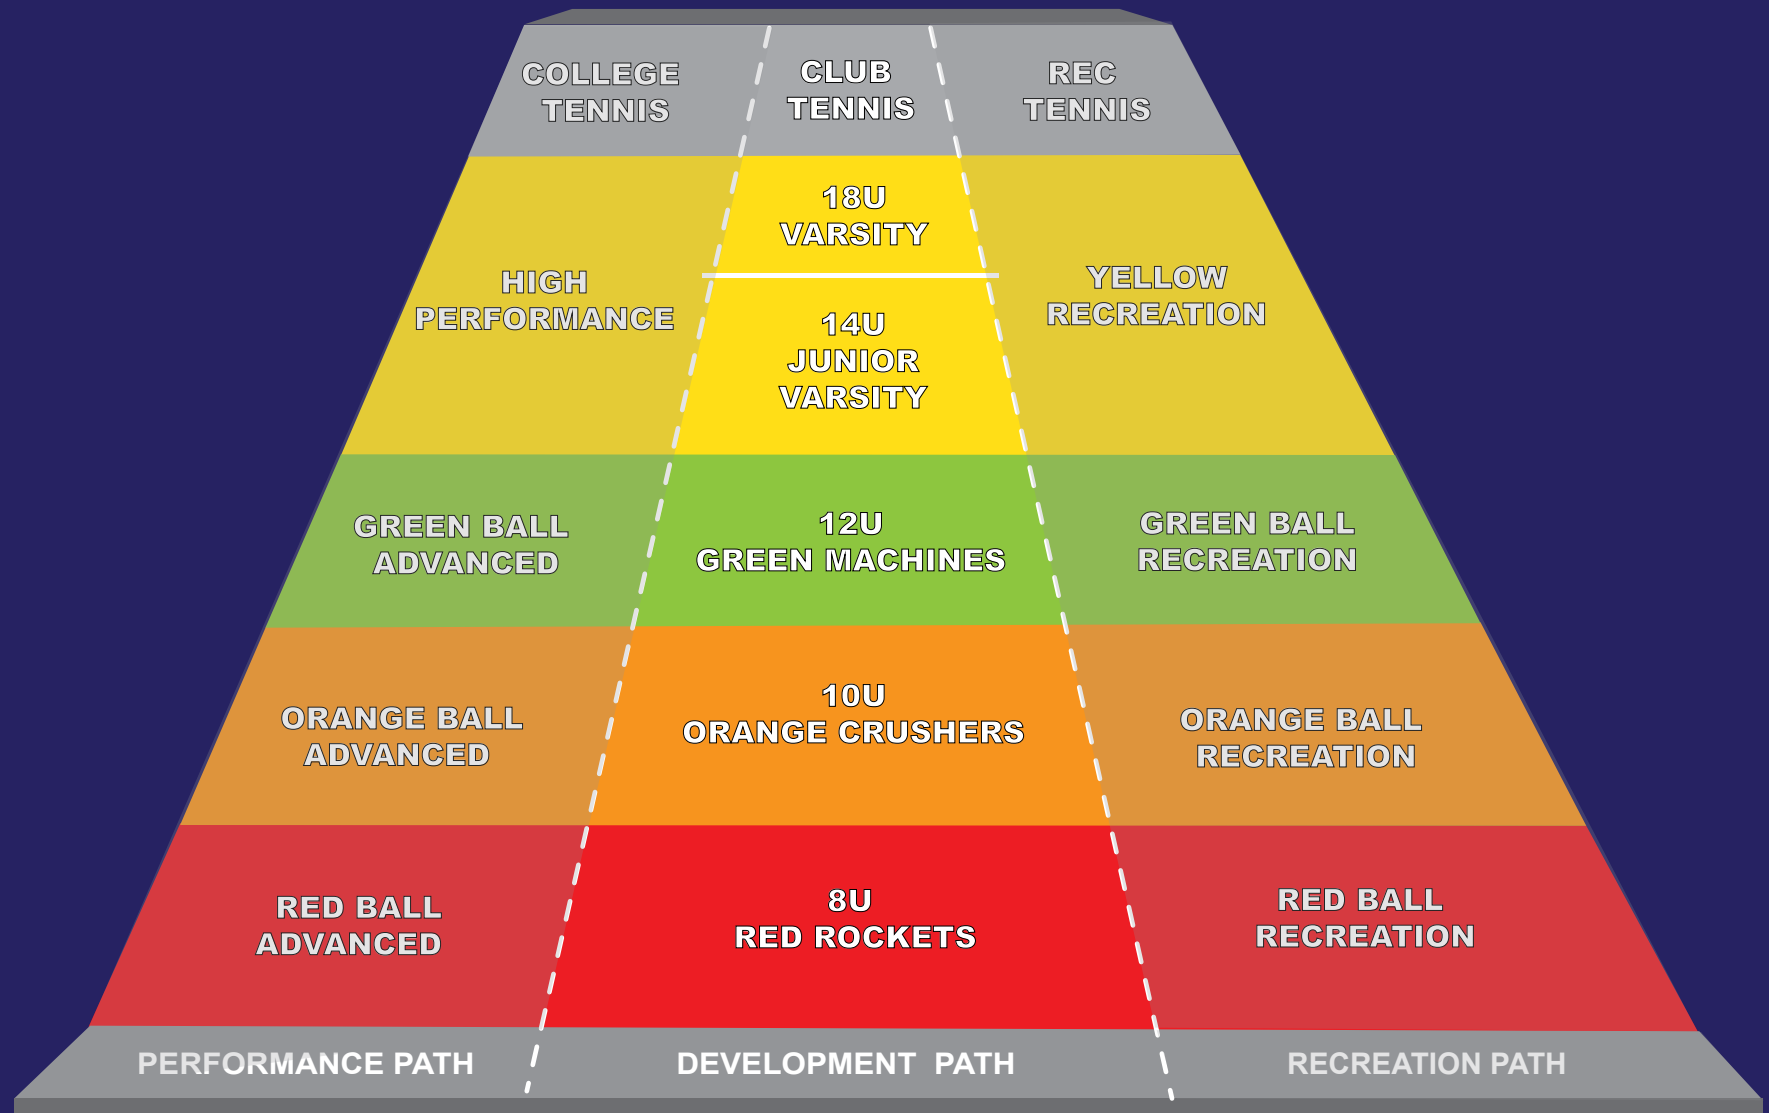 COLLEGE
TENNIS
CLUB
TENNIS
REC
TENNIS
HIGH
PERFORMANCE
18U
VARSITY
14U
JUNIOR
VARSITY
YELLOW
RECREATION
GREEN BALL
ADVANCED
12U
GREEN MACHINES
GREEN BALL
RECREATION
ORANGE BALL
ADVANCED
10U
ORANGE CRUSHERS
ORANGE BALL
RECREATION
RED BALL
ADVANCED
8U
RED ROCKETS
RED BALL
RECREATION
PERFORMANCE PATH
DEVELOPMENT PATH
RECREATION PATH